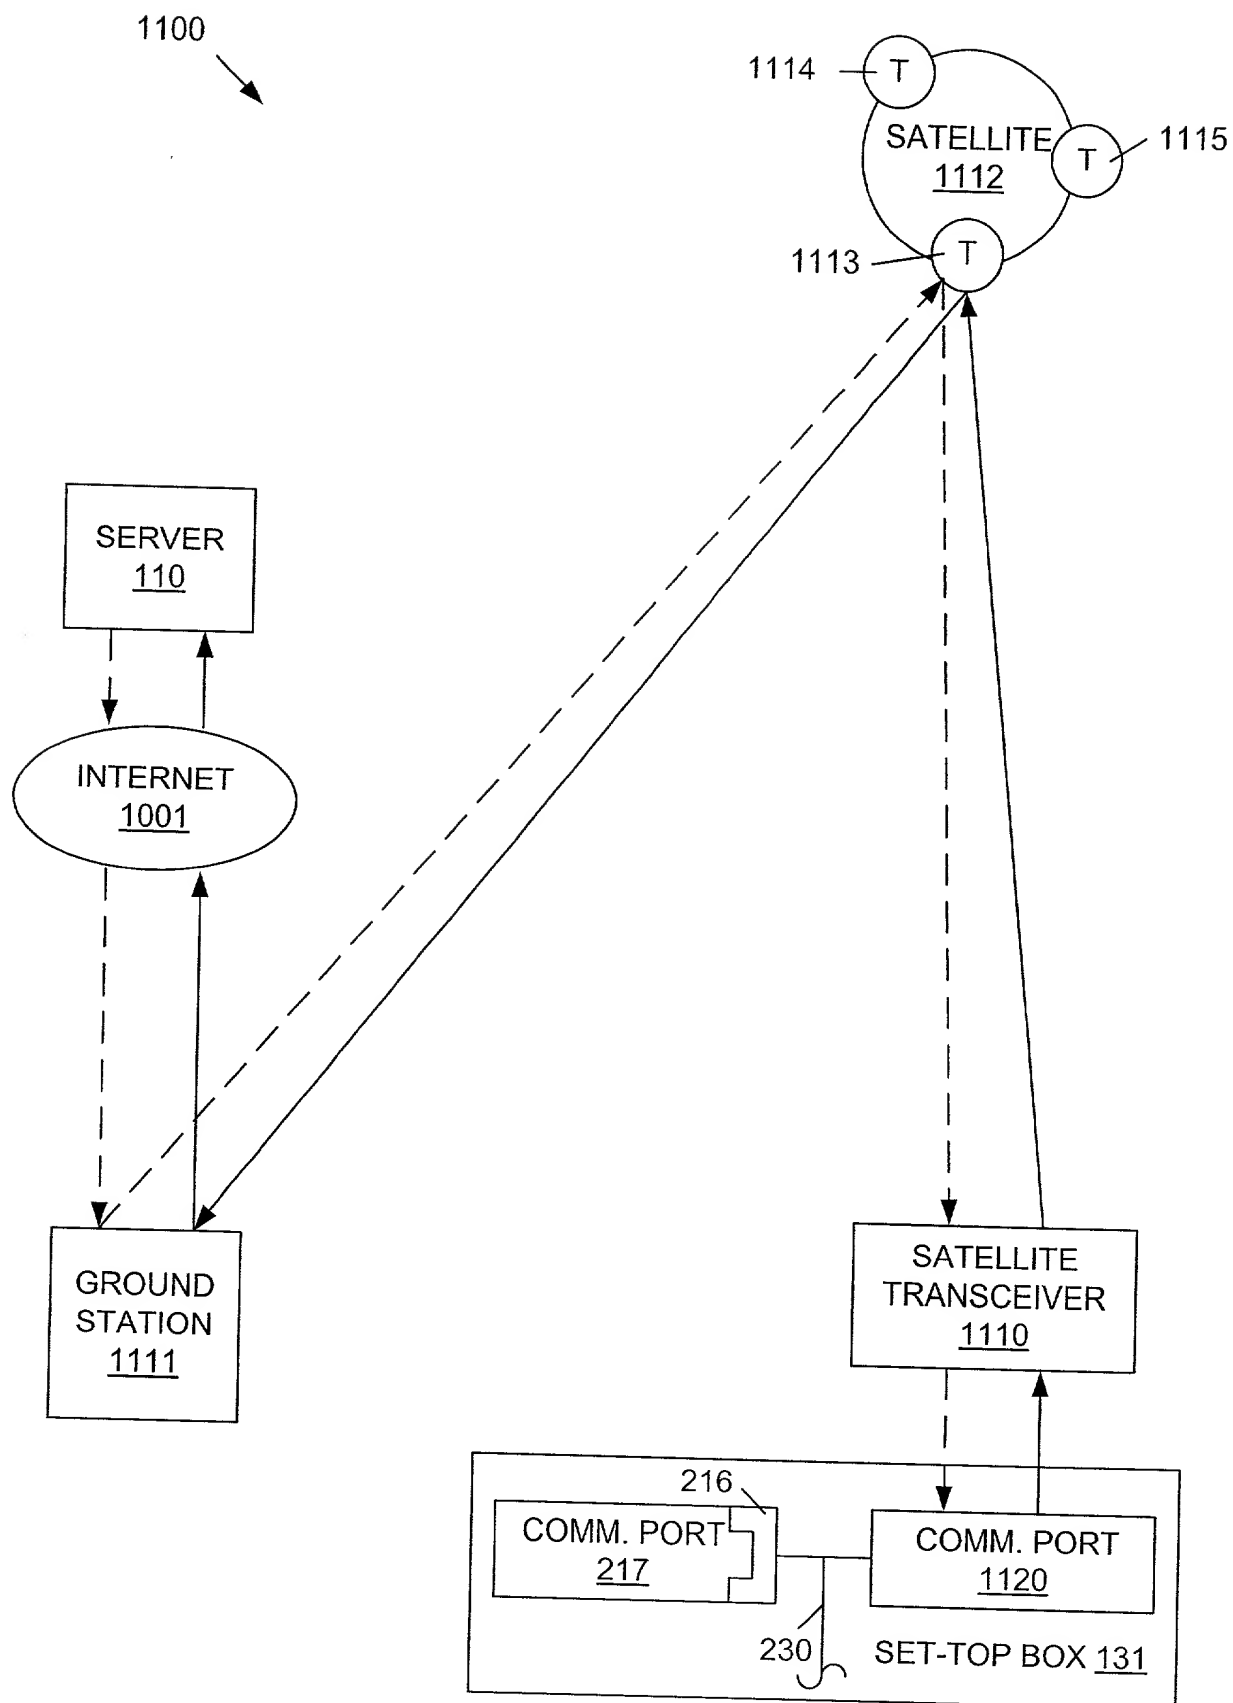 1100
1114
T
SATELLITE
1112
T
1115
1113
T
SERVER
110
INTERNET
1001
GROUND
STATION
1111
SATELLITE
TRANSCEIVER
1110
216
COMM. PORT
217
COMM. PORT
1120
230
SET-TOP BOX 131